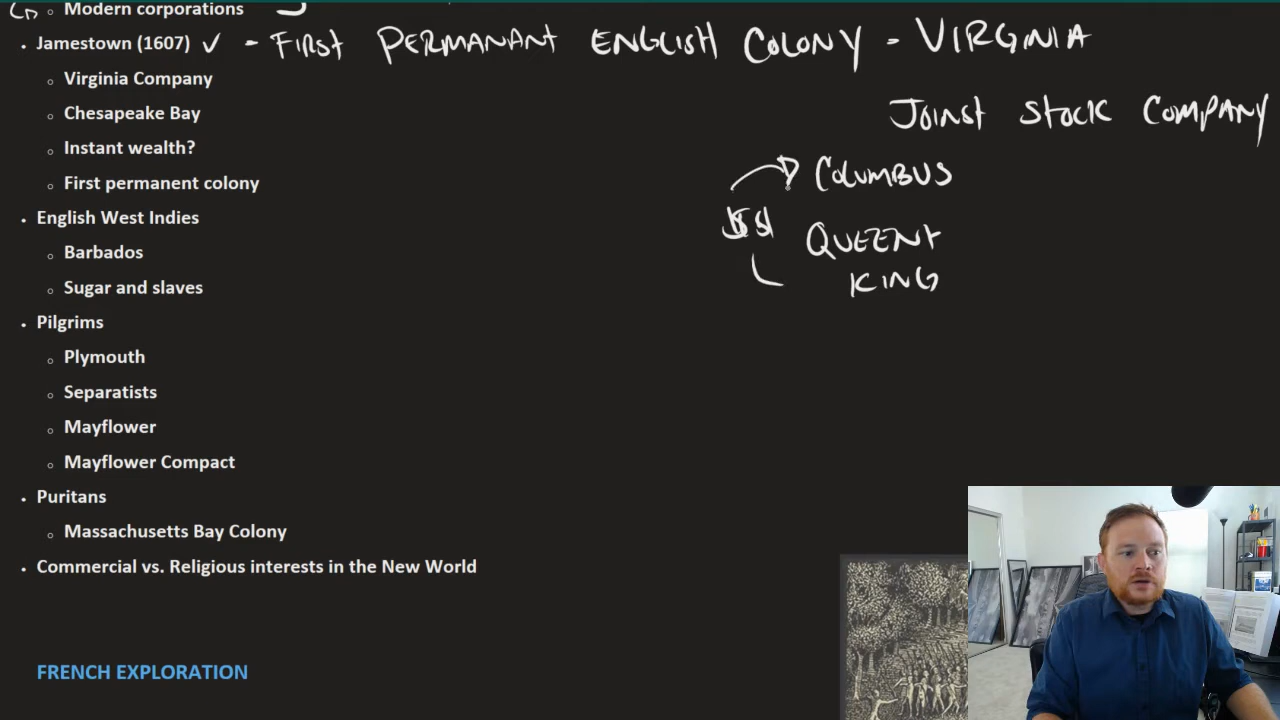 Modern corporations
Jamestown (1607) ✓ - FIRST PERMANANT ENGLISH COLONY - VIRGINIA
Virginia Company
JOINST STOCK COMPANY
Chesapeake Bay
Instant wealth?
COLUMBUS
First permanent colony
English West Indies
QUEEN +
Barbados
KING
Sugar and slaves
Pilgrims
Plymouth
Separatists
Mayflower
Mayflower Compact
Puritans
Massachusetts Bay Colony
Commercial vs. Religious interests in the New World
FRENCH EXPLORATION